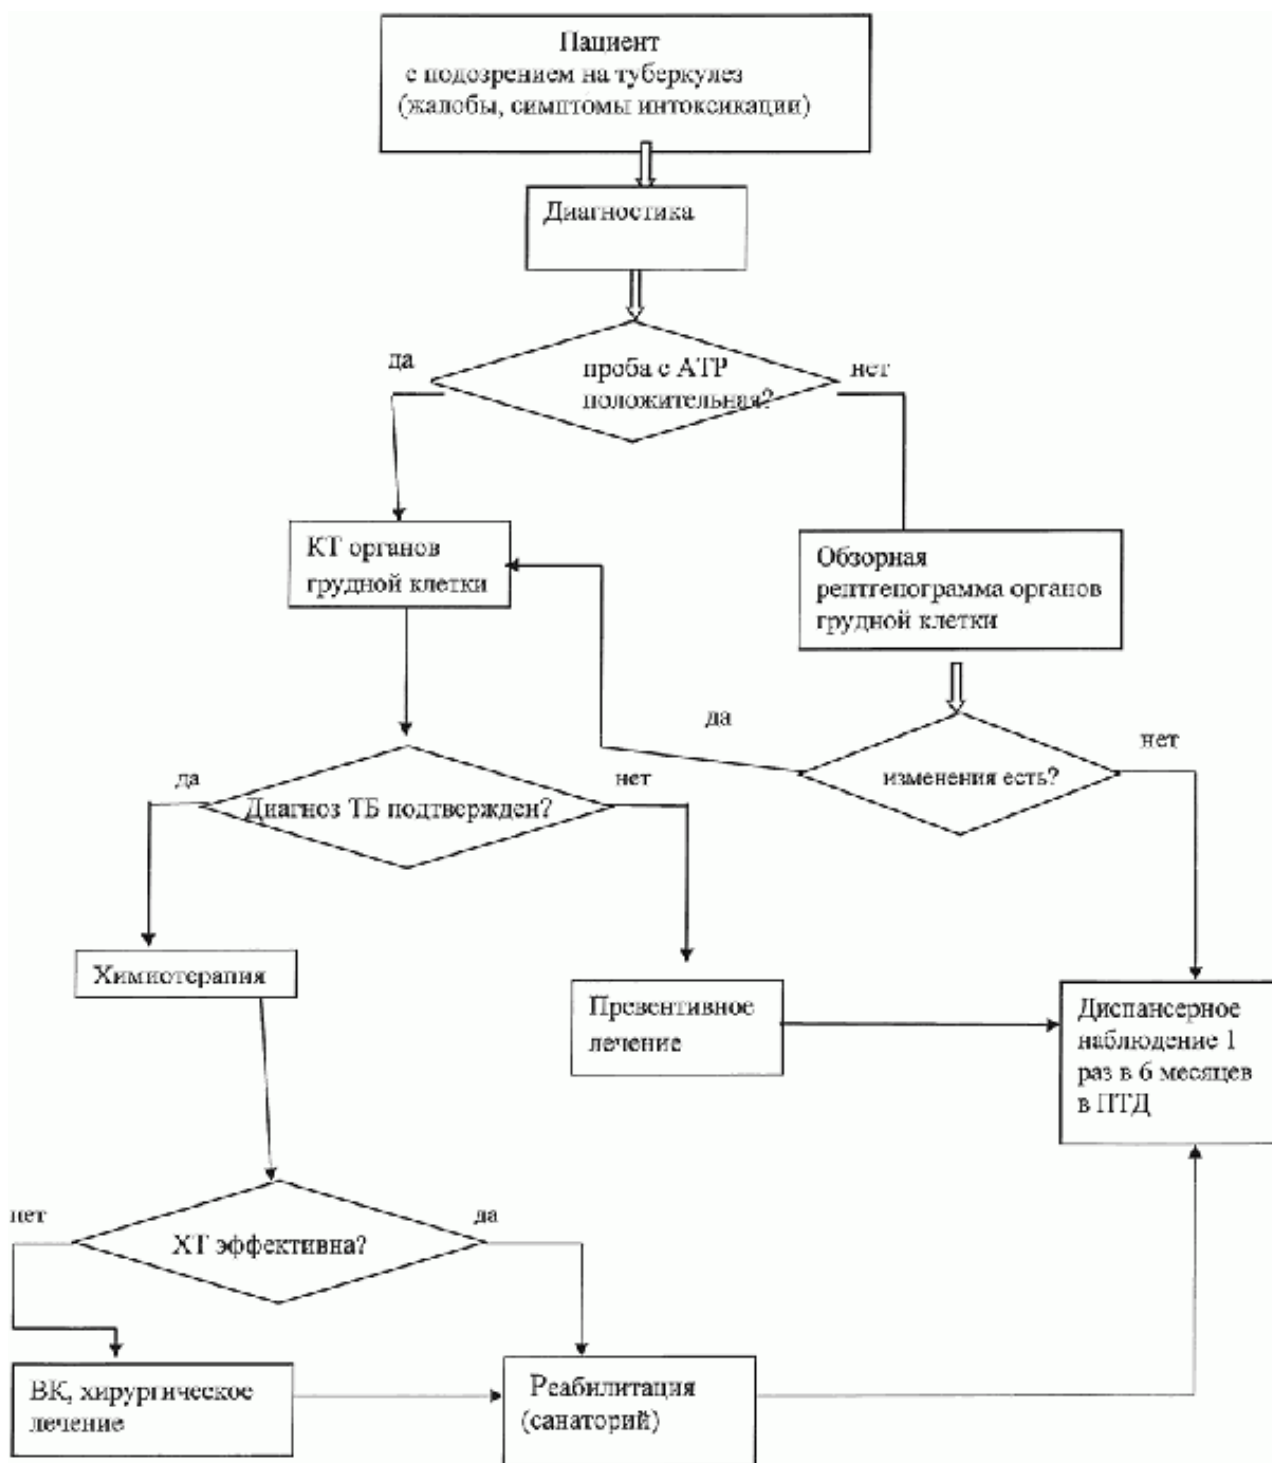 Пациент
с подозрением на туберкулез
(жалобы, симптомы интоксикации)
Диагностика
да
проба с АТР
положительная?
нет
КТ органов
грудной клетки
Обзорная
рептгепограмма органов
грудной клетки
да
изменения есть?
нет
да
Диагноз ТБ подтвержден?
нет
Химиотерапия
Превентивное
лечение
Диспансерное
наблюдение 1
раз в 6 месяцев
в ПТД
нет
ХТ эффективна?
да
ВК, хирургическое
лечение
Реабилитация
(санаторий)